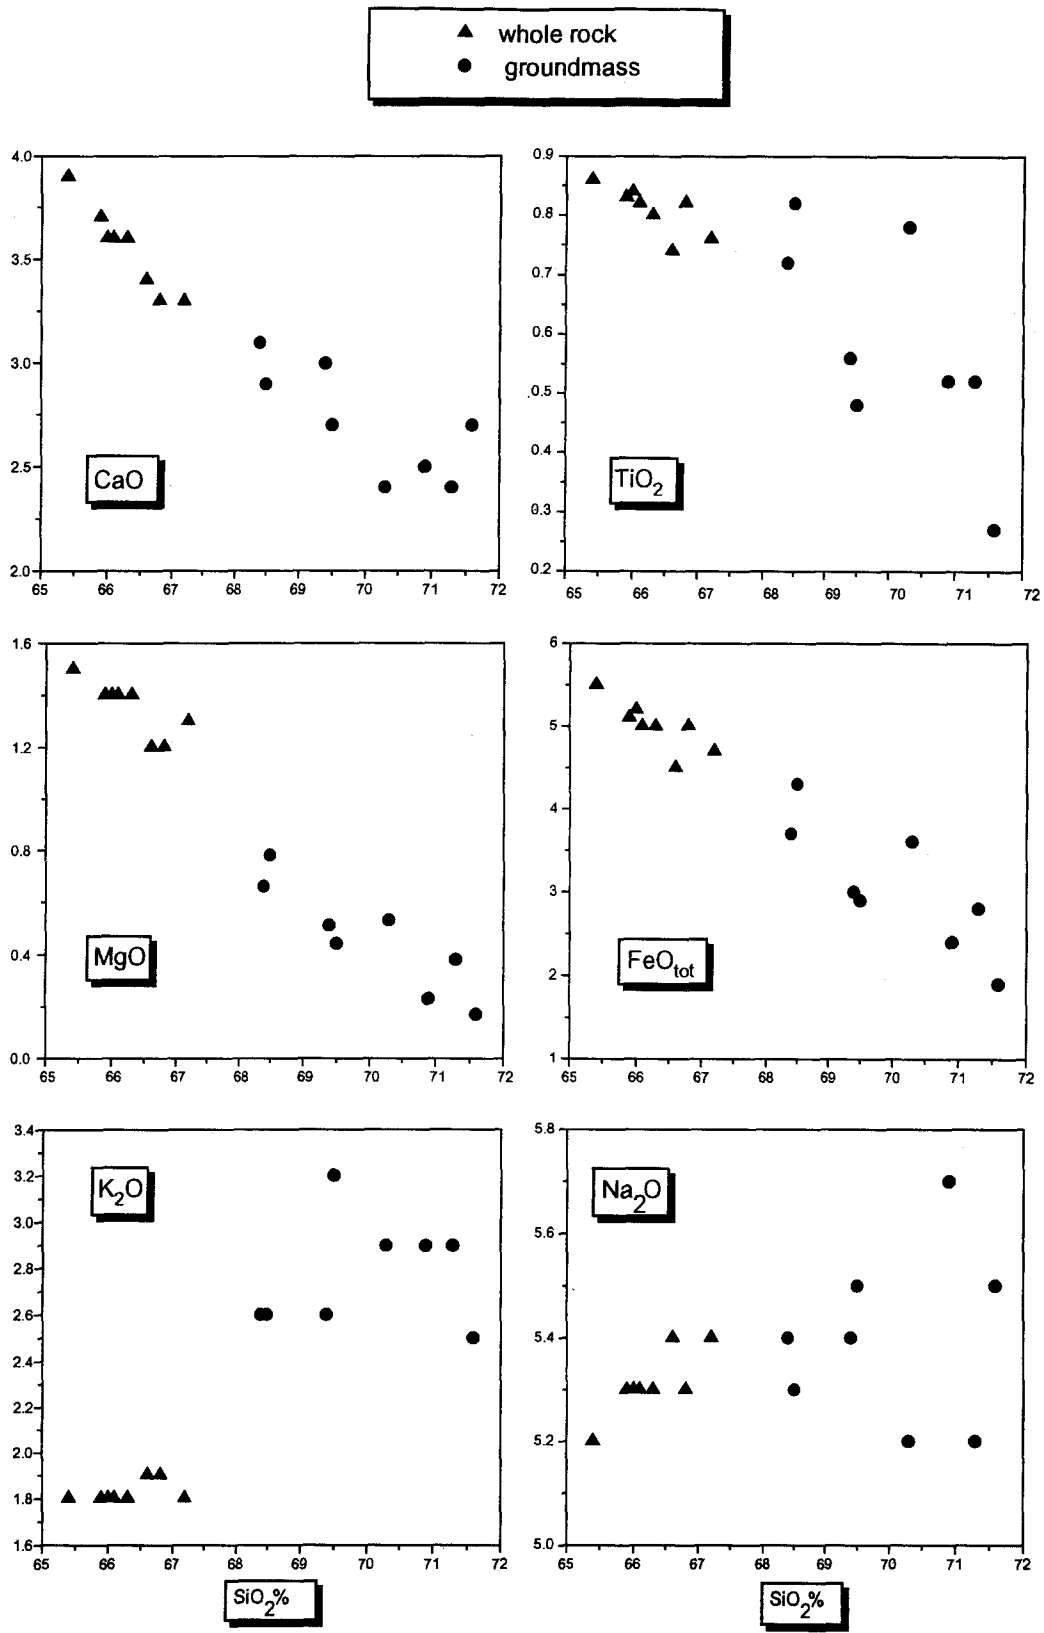 whole rock
groundmass
4.0
3.5
3.0
2.5
2.0
CaO
65 66 67 68 69 70 71 72
0.9
0.8
0.7
0.6
0.5
0.4
0.3
0.2
TiO2
65 66 67 68 69 70 71 72
1.6
1.2
0.8
0.4
0.0
MgO
65 66 67 68 69 70 71 72
6
5
4
3
2
1
FeOtot
65 66 67 68 69 70 71 72
3.4
3.2
3.0
2.8
2.6
2.4
2.2
2.0
1.8
1.6
K2O
65 66 67 68 69 70 71 72
SiO2%
5.8
5.6
5.4
5.2
5.0
Na2O
65 66 67 68 69 70 71 72
SiO2%